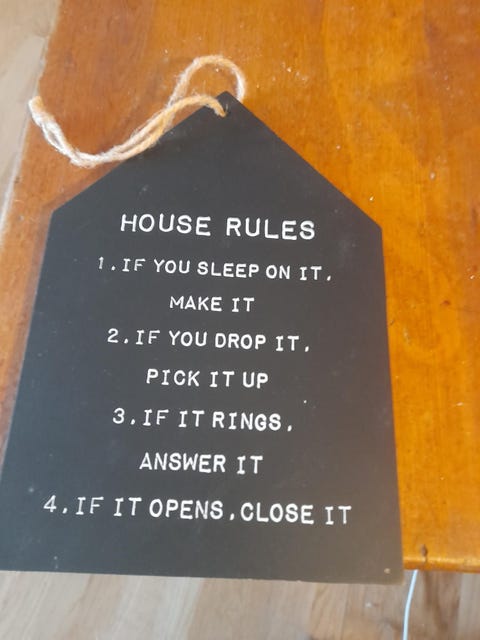 HOUSE RULES
1.IF YOU SLEEP ON IT,
MAKE IT
2.IF YOU DROP IT,
PICK IT UP
3.IF IT RINGS,
ANSWER IT
4.IF IT OPENS,CLOSE IT